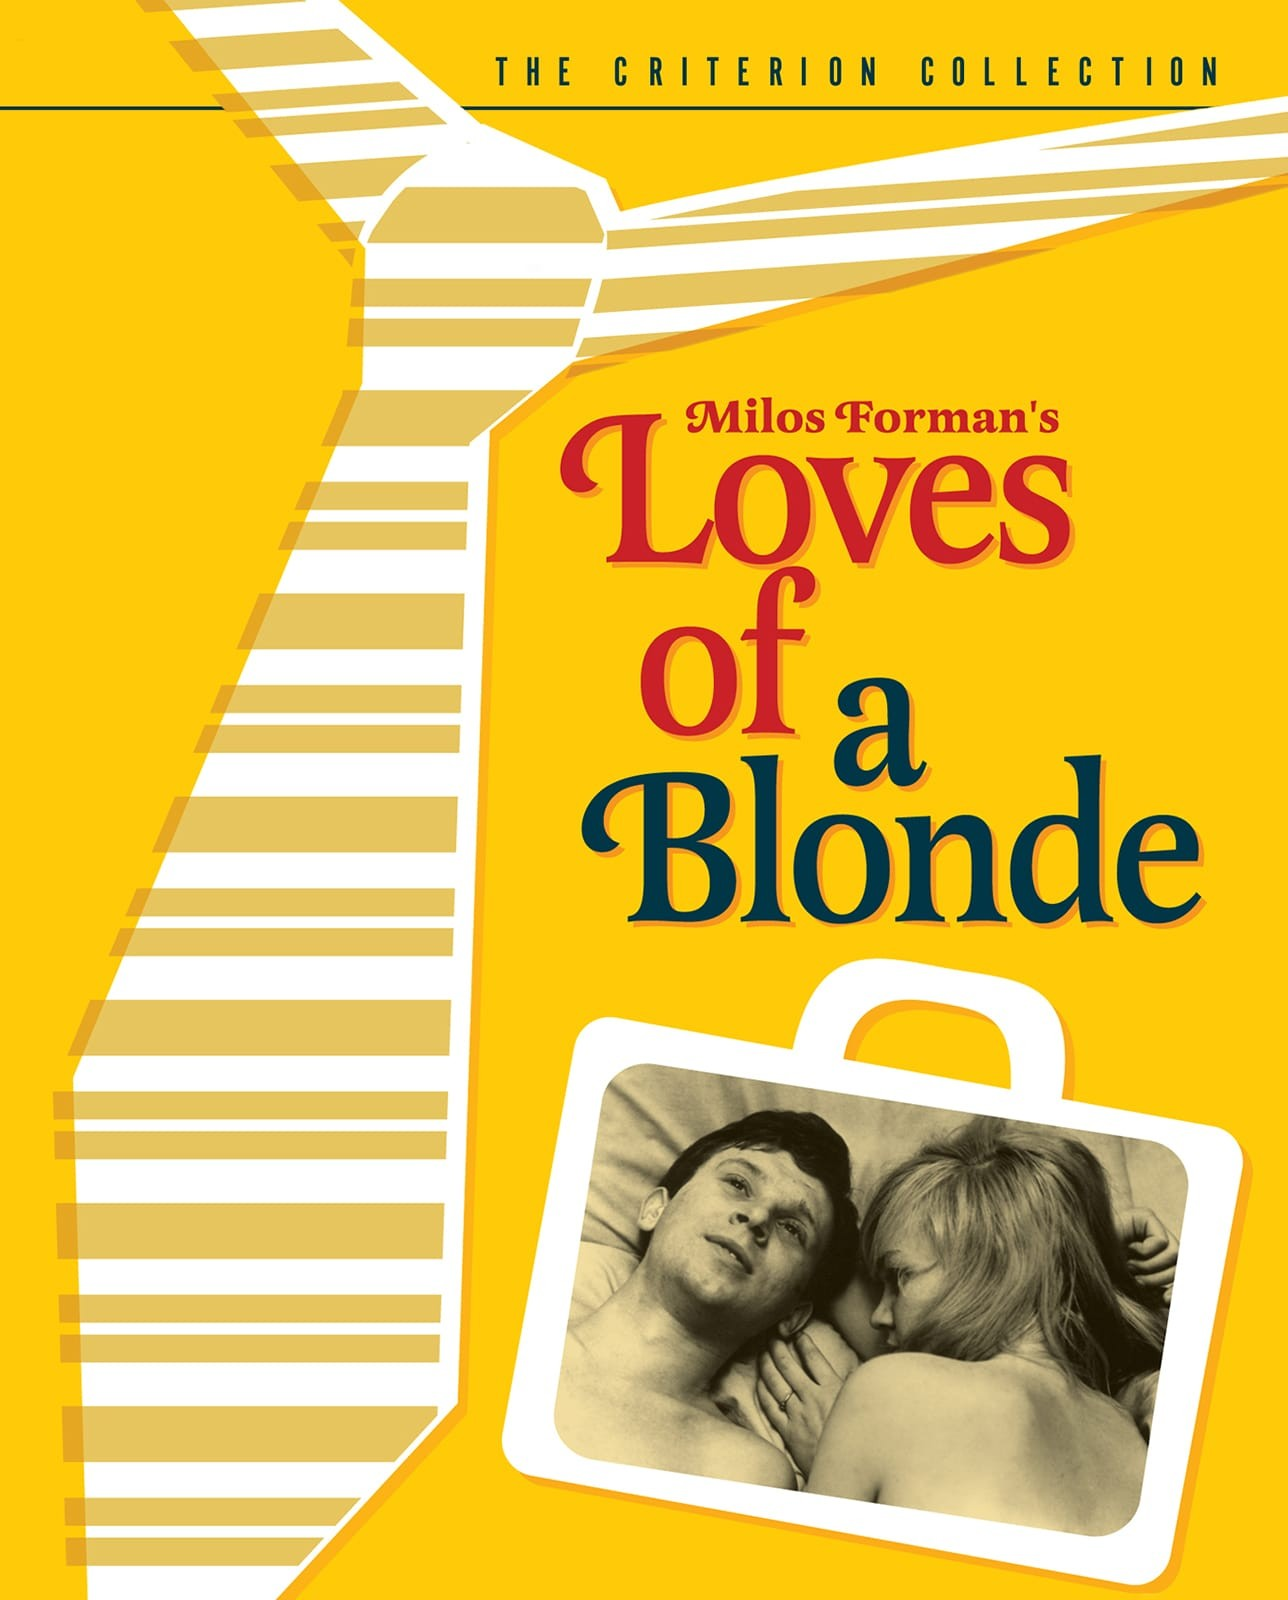 THE CRITERION COLLECTION
Milos Forman's
Loves
of
a
Blonde